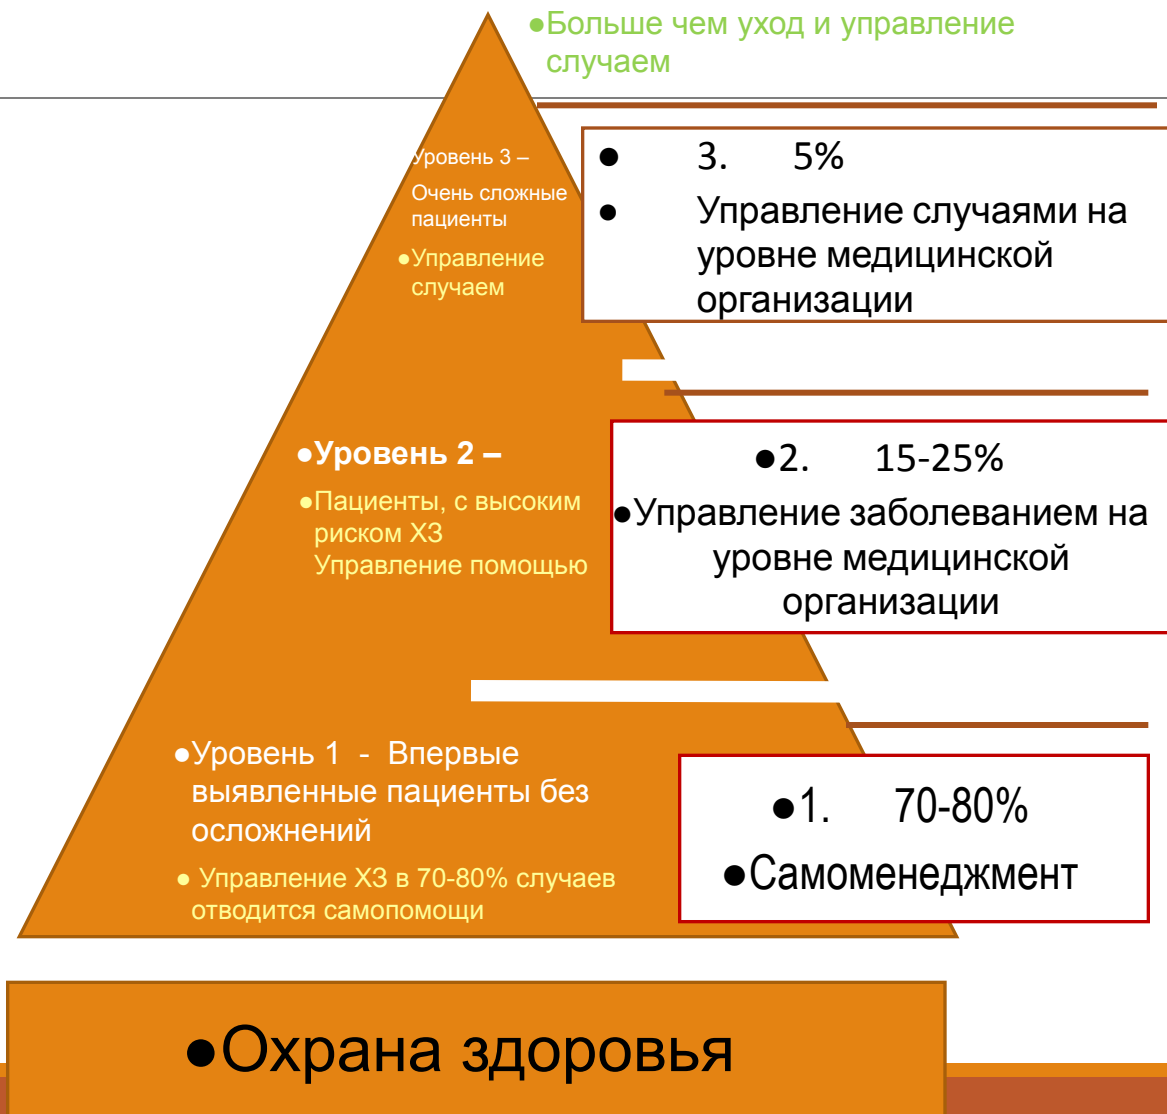 ●Больше чем уход и управление
случаем
Уровень 3 –
Очень сложные
пациенты
●Управление
случаем
● 3. 5%
● Управление случаями на
уровне медицинской
организации
●Уровень 2 –
●Пациенты, с высоким
риском ХЗ
Управление помощью
●2. 15-25%
●Управление заболеванием на
уровне медицинской
организации
●Уровень 1 - Впервые
выявленные пациенты без
осложнений
● Управление ХЗ в 70-80% случаев
отводится самопомощи
●1. 70-80%
●Самоменеджмент
●Охрана здоровья